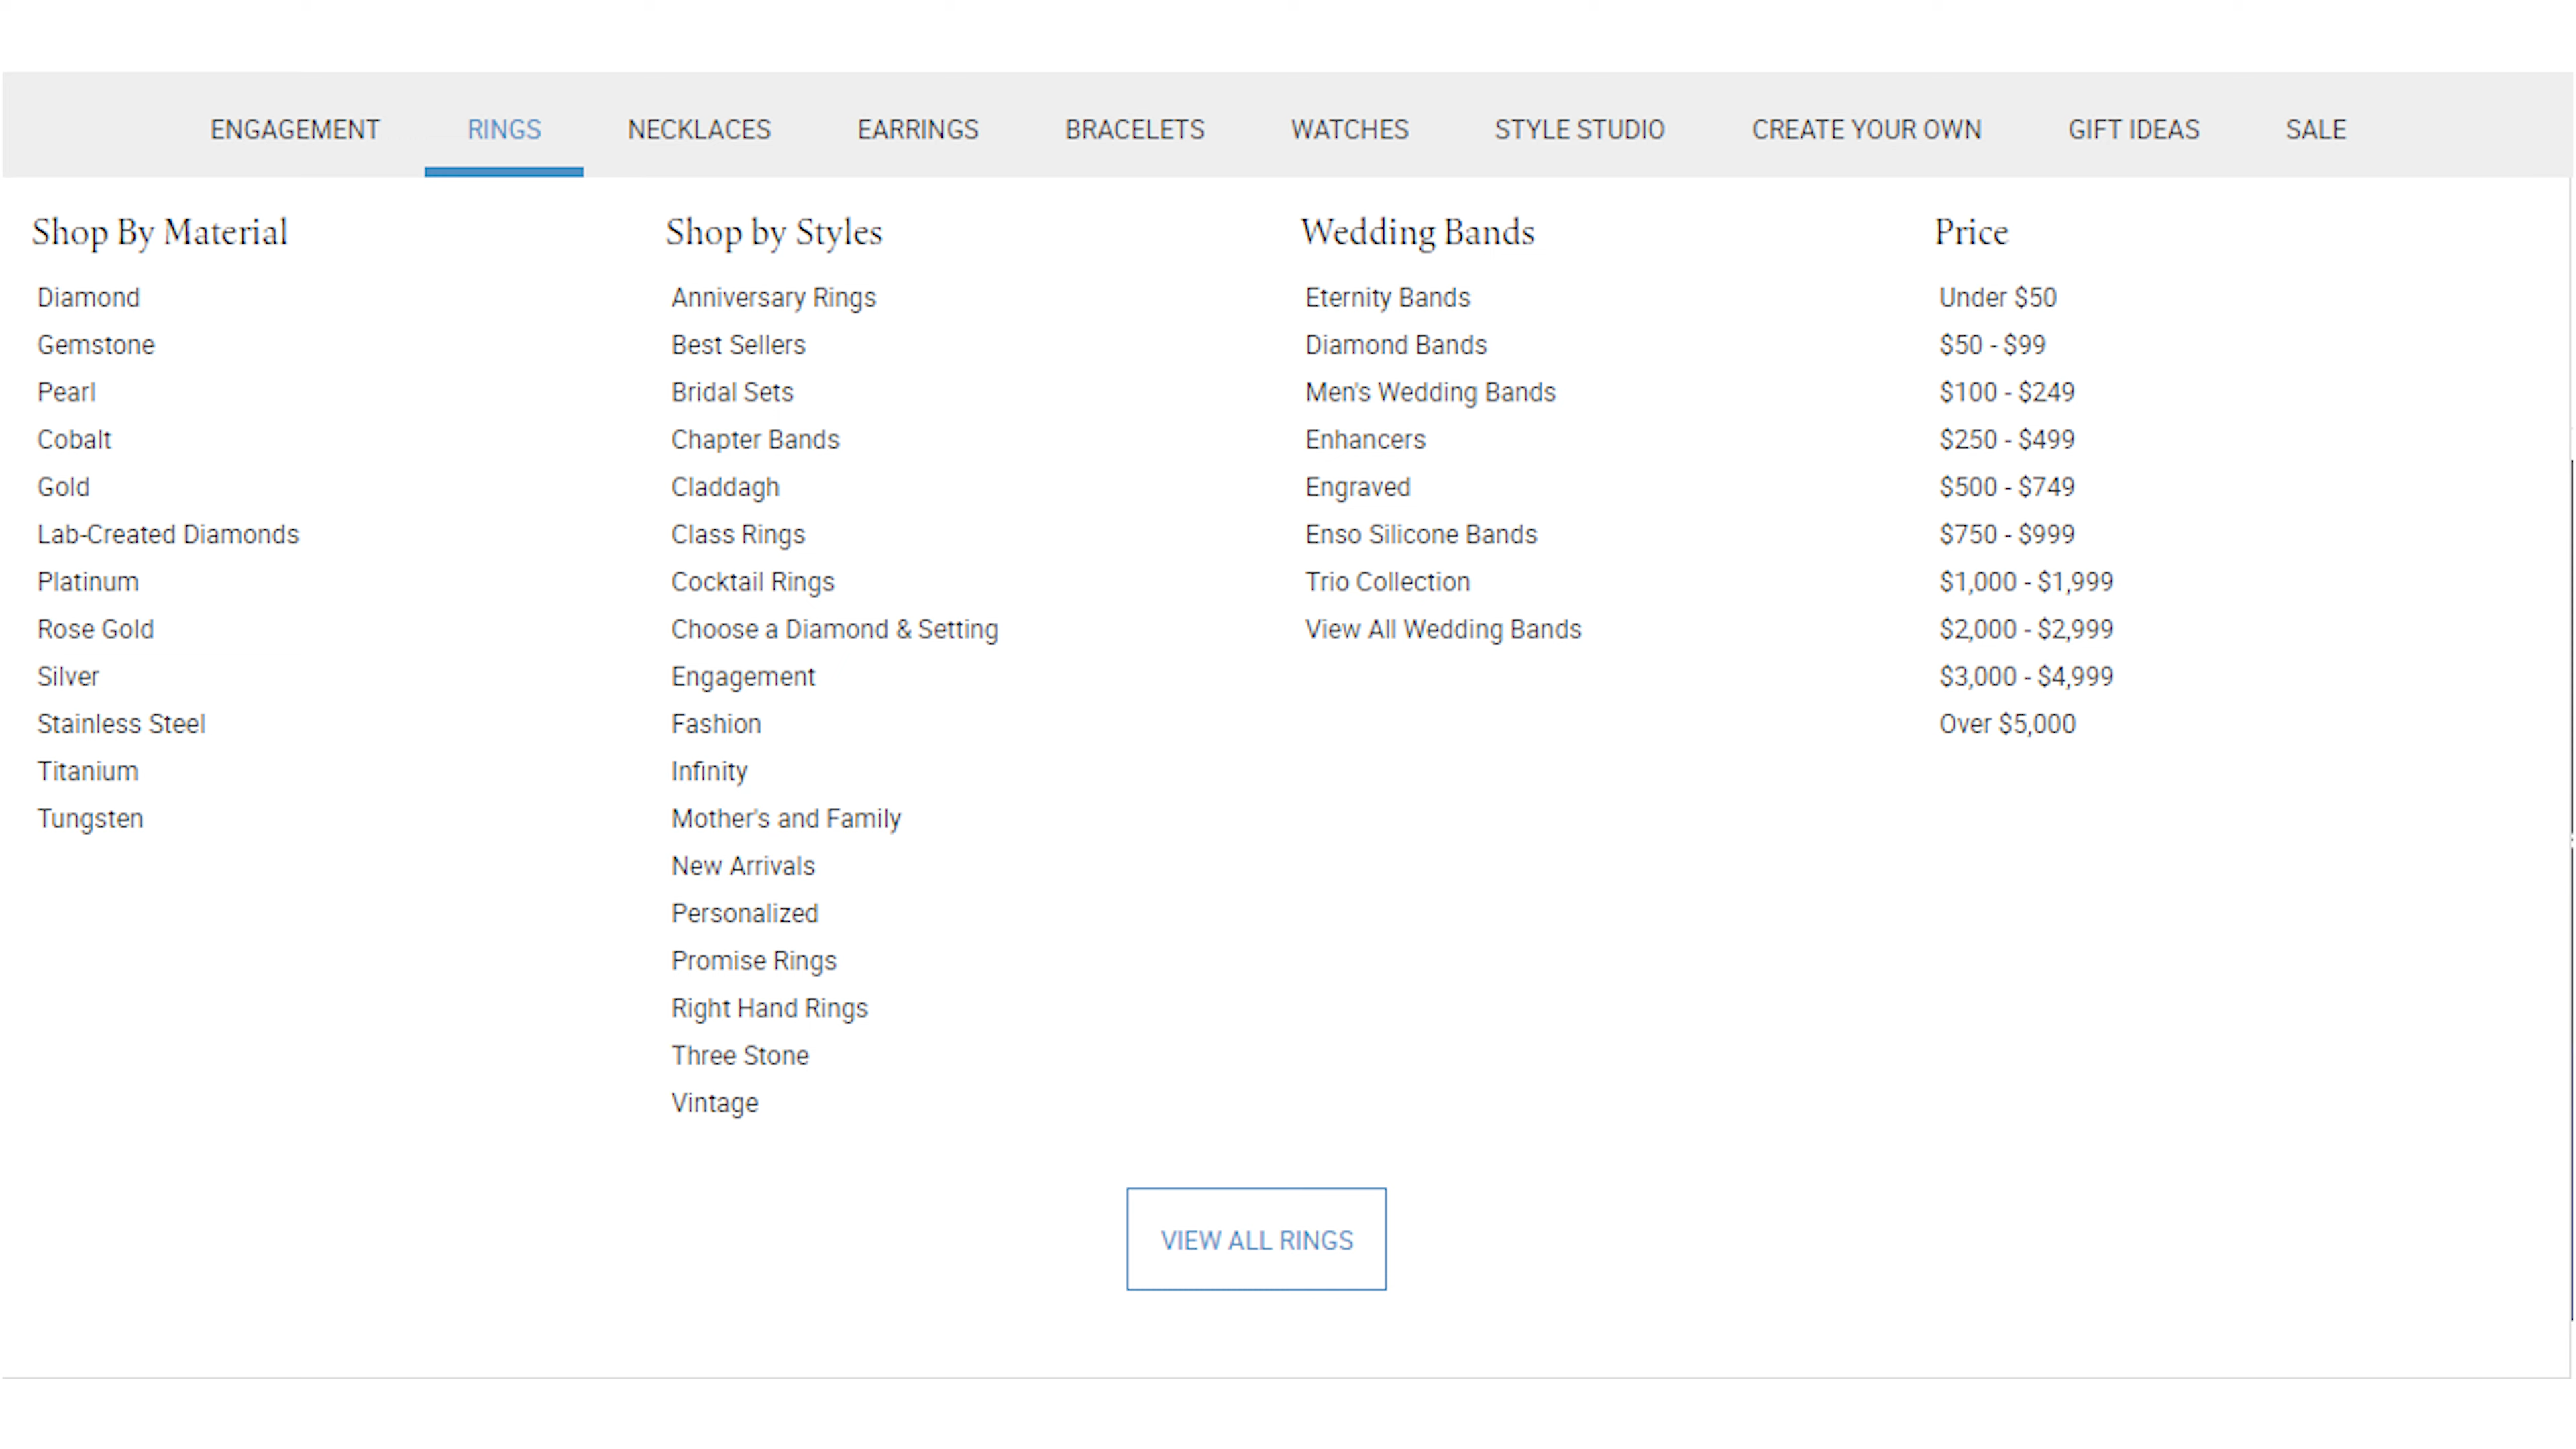 ENGAGEMENT RINGS NECKLACES EARRINGS BRACELETS WATCHES STYLE STUDIO CREATE YOUR OWN GIFT IDEAS SALE
Shop By Material
Diamond
Gemstone
Pearl
Cobalt
Gold
Lab-Created Diamonds
Platinum
Rose Gold
Silver
Stainless Steel
Titanium
Tungsten
Shop by Styles
Anniversary Rings
Best Sellers
Bridal Sets
Chapter Bands
Claddagh
Class Rings
Cocktail Rings
Choose a Diamond & Setting
Engagement
Fashion
Infinity
Mother's and Family
New Arrivals
Personalized
Promise Rings
Right Hand Rings
Three Stone
Vintage
Wedding Bands
Eternity Bands
Diamond Bands
Men's Wedding Bands
Enhancers
Engraved
Enso Silicone Bands
Trio Collection
View All Wedding Bands
Price
Under $50
$50 - $99
$100 - $249
$250 - $499
$500 - $749
$750 - $999
$1,000 - $1,999
$2,000 - $2,999
$3,000 - $4,999
Over $5,000
VIEW ALL RINGS